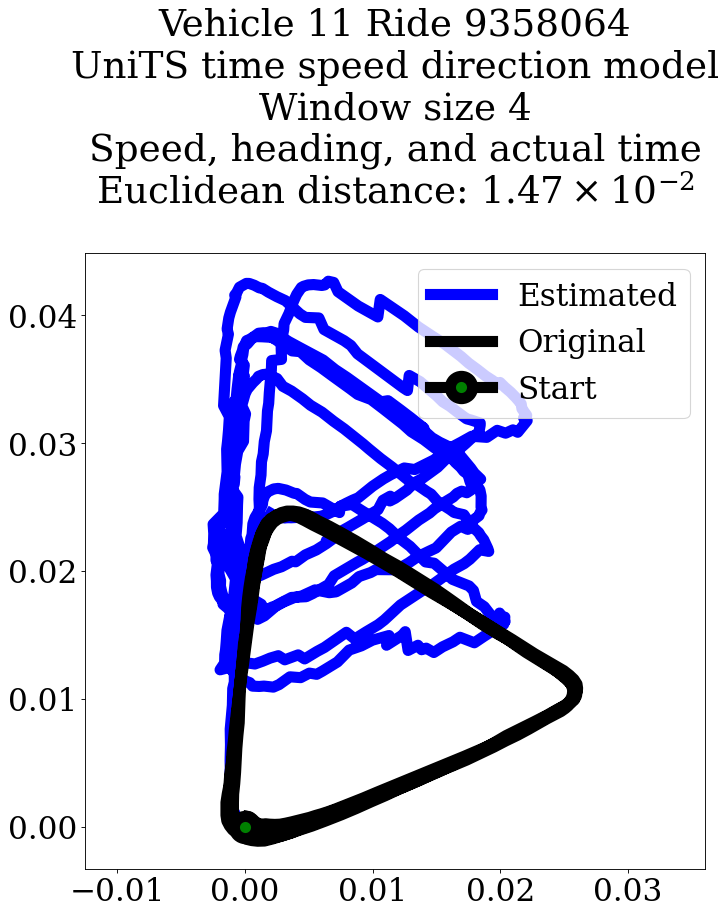 Vehicle 11 Ride 9358064
UniTS time speed direction model
Window size 4
Speed, heading, and actual time
Euclidean distance: 1.47 × 10⁻²
Estimated
Original
Start
0.04
0.03
0.02
0.01
0.00
−0.01 0.00 0.01 0.02 0.03